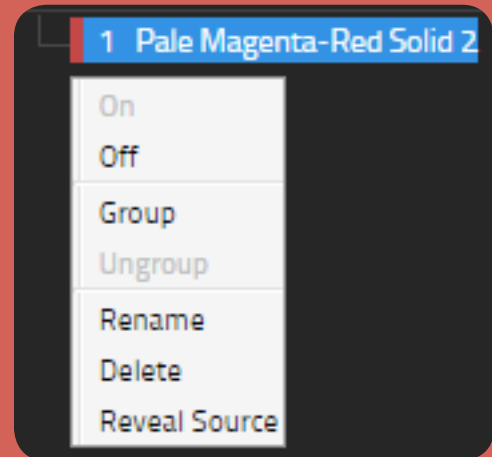 1 Pale Magenta-Red Solid 2
On
Off
Group
Ungroup
Rename
Delete
Reveal Source